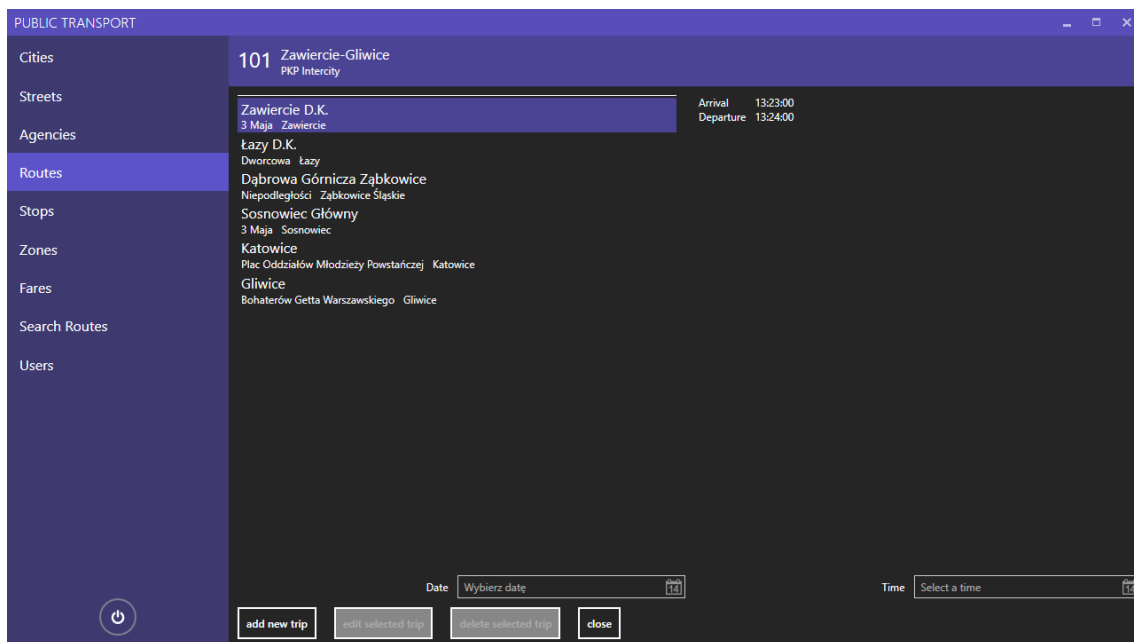 PUBLIC TRANSPORT
Cities
Streets
Agencies
Routes
Stops
Zones
Fares
Search Routes
Users
101 Zawiercie-Gliwice
PKP Intercity
Zawiercie D.K.
3 Maja Zawiercie
Łazy D.K.
Dworcowa Łazy
Dąbrowa Górnicza Ząbkowice
Niepodległości Ząbkowice Śląskie
Sosnowiec Główny
3 Maja Sosnowiec
Katowice
Plac Oddziałów Młodzieży Powstańczej Katowice
Gliwice
Bohaterów Getta Warszawskiego Gliwice
Arrival 13:23:00
Departure 13:24:00
Date Wybierz datę 14
Time Select a time 14
add new trip edit selected trip delete selected trip close